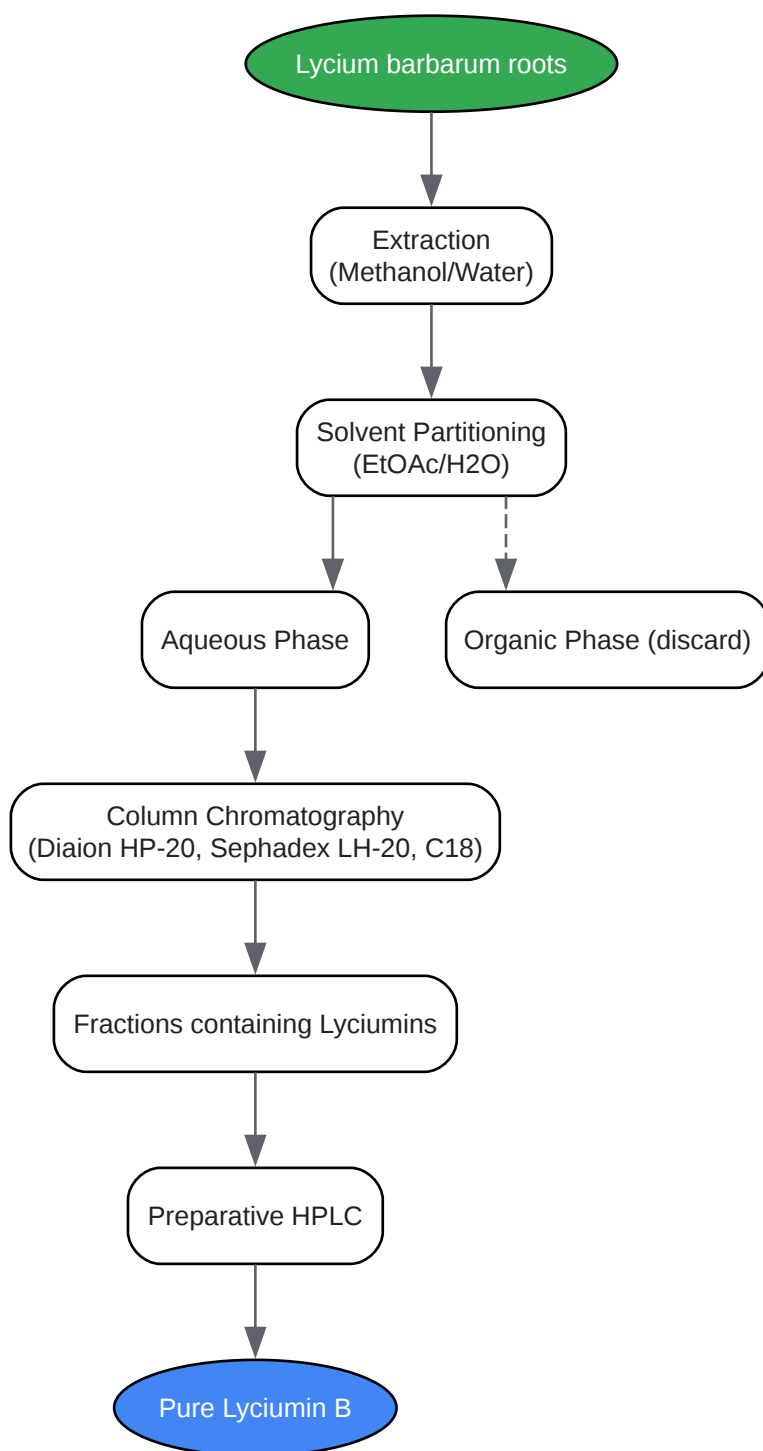 Lycium barbarum roots
Extraction
(Methanol/Water)
Solvent Partitioning
(EtOAc/H2O)
Aqueous Phase
Organic Phase (discard)
Column Chromatography
(Diaion HP-20, Sephadex LH-20, C18)
Fractions containing Lyciumins
Preparative HPLC
Pure Lyciumin B